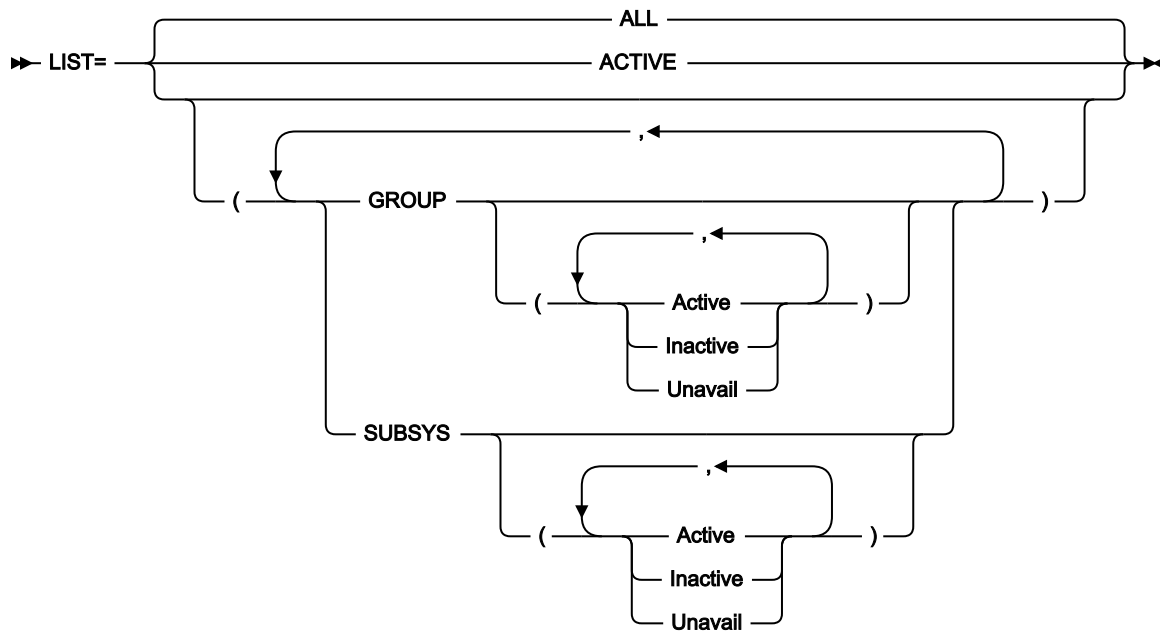 ALL
LIST= ACTIVE
,
( GROUP )
,
( Active )
Inactive
Unavail
SUBSYS
,
( Active )
Inactive
Unavail